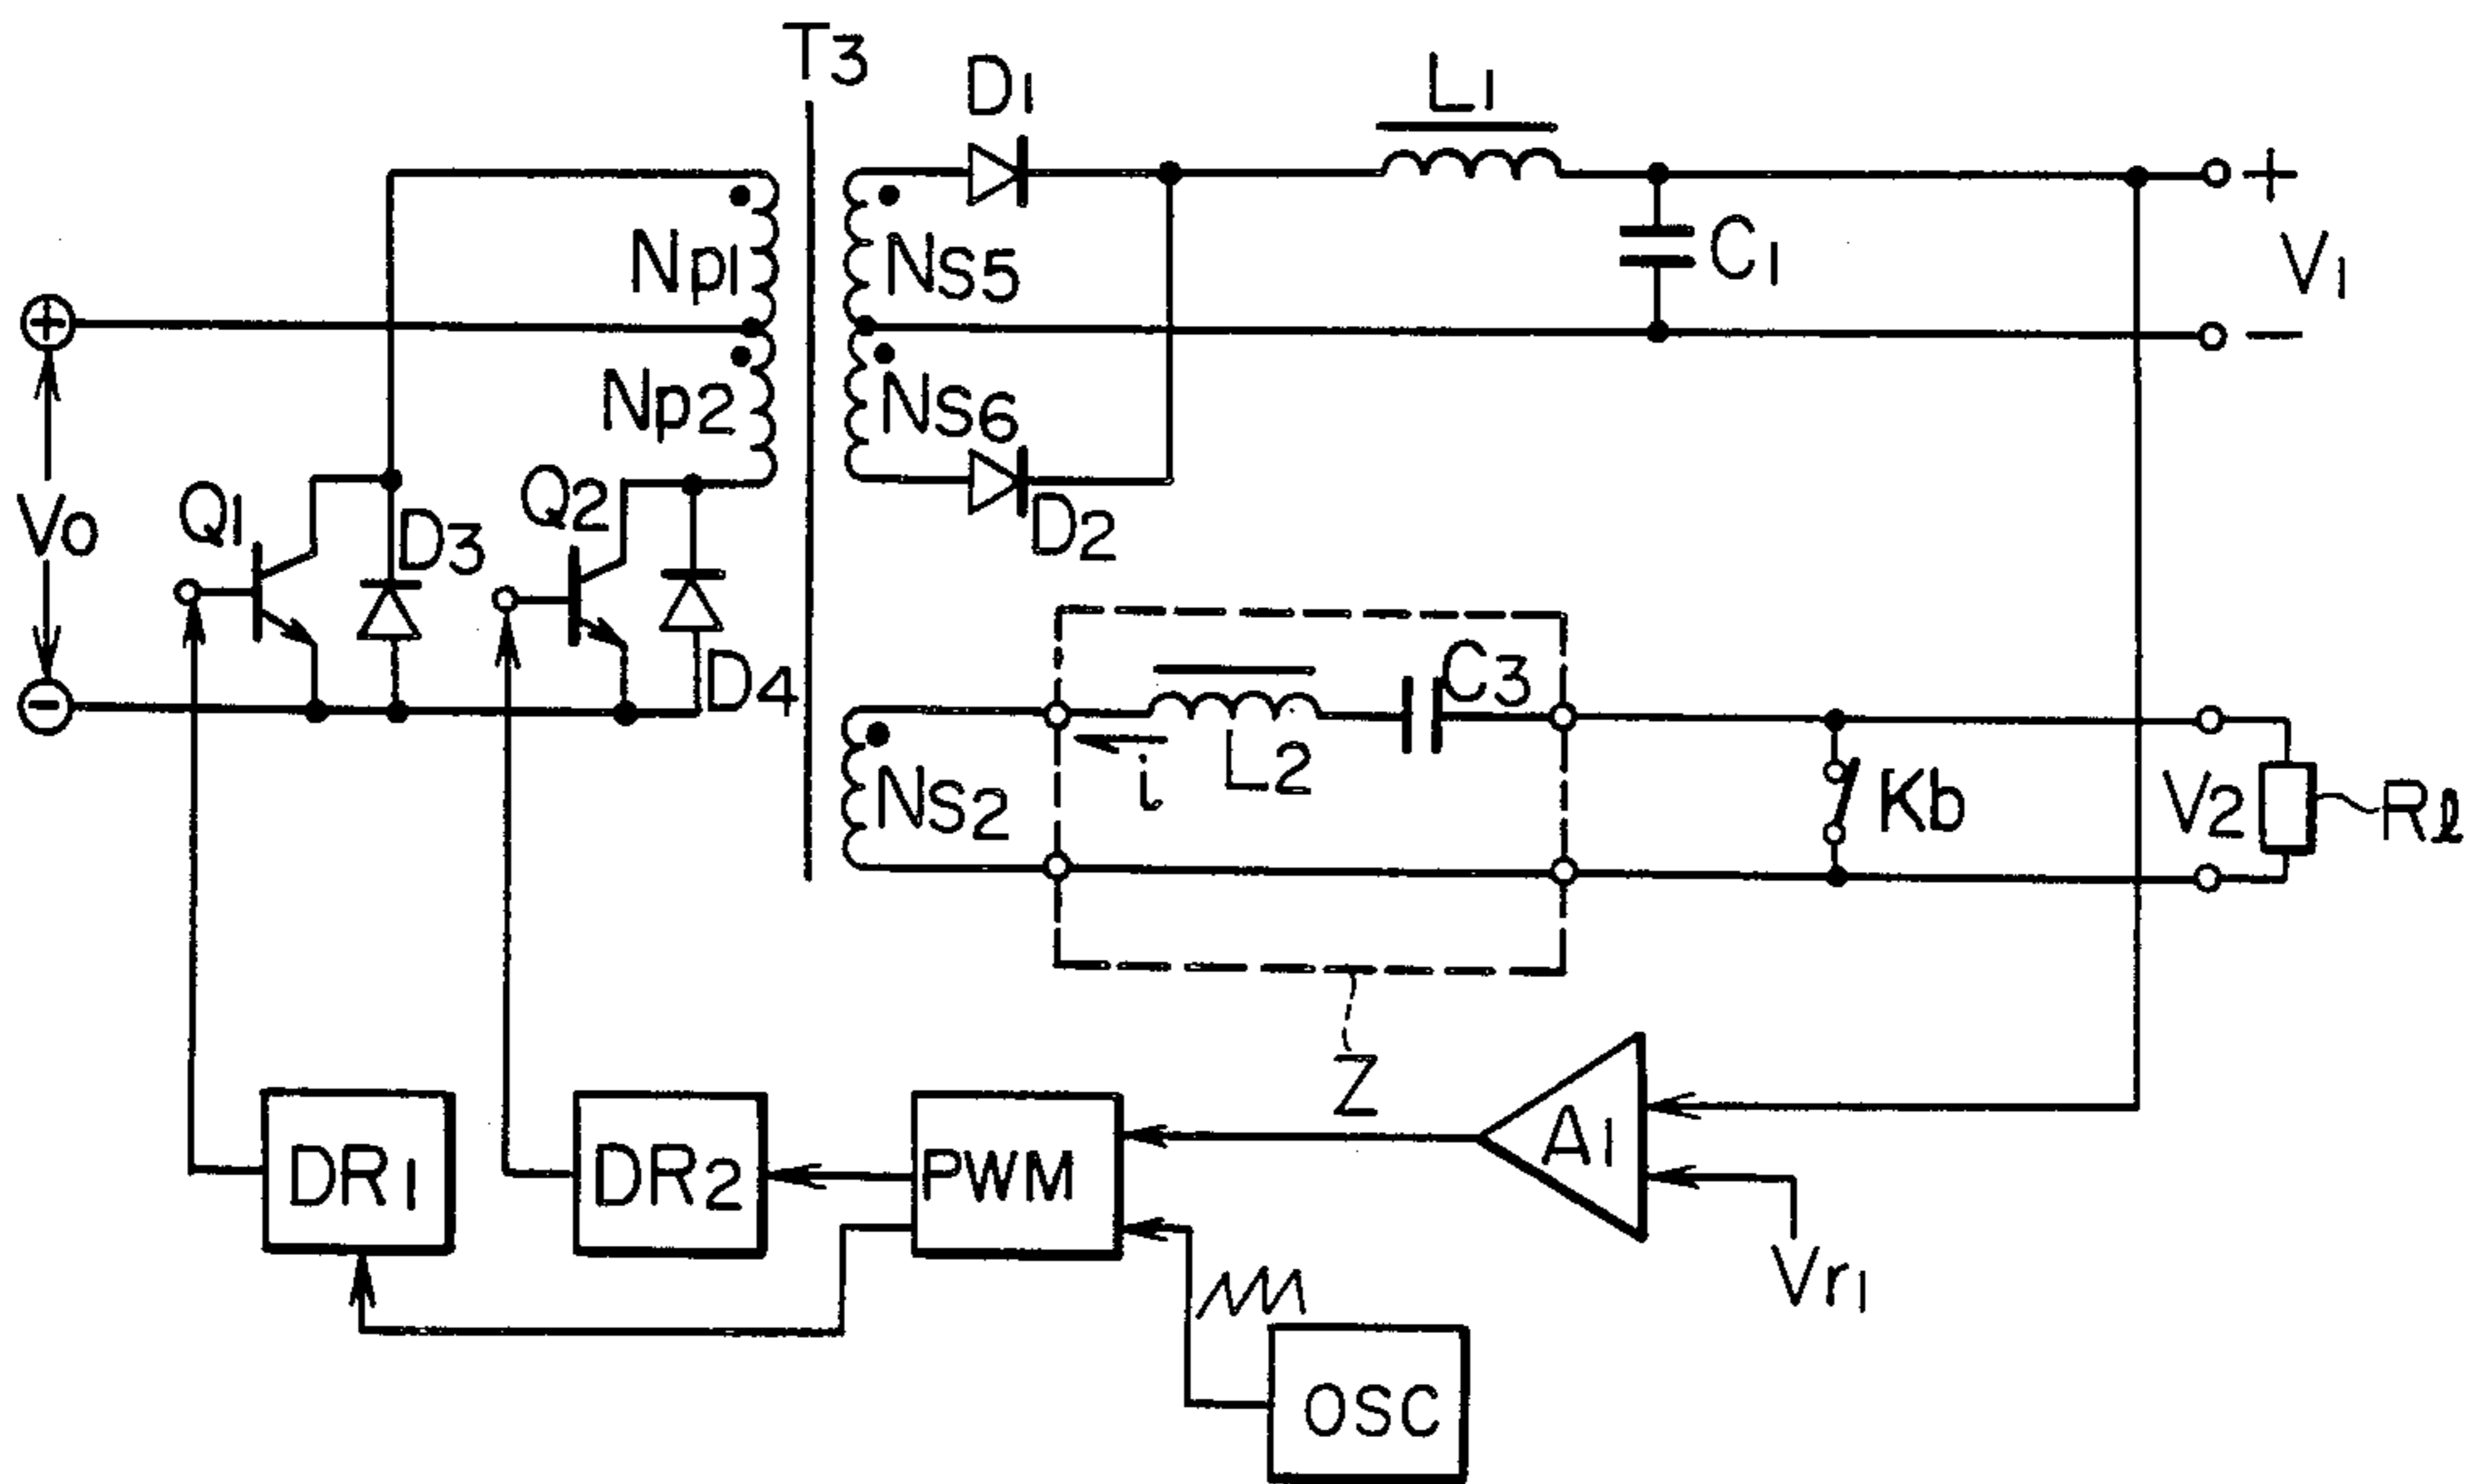 T3
D1
L1
+
Np1
NS5
C1
V1
+
−
Np2
NS6
Q1
Q2
D3
D2
Vo
D4
−
C3
i
L2
NS2
Kb
V2
Rℓ
Z
A1
DR1
DR2
PWM
Vr1
OSC